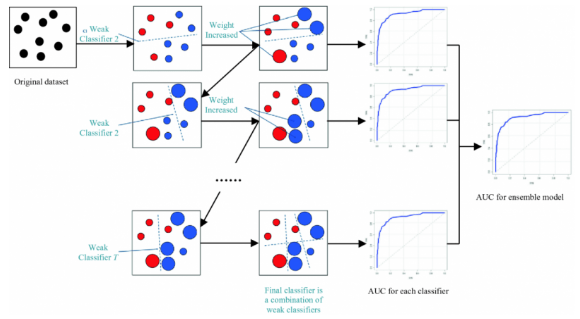 α Weak
Classifier 2
Weight
Increased
Original dataset
Weak
Classifier 2
Weight
Increased
AUC for ensemble model
......
Weak
Classifier T
Final classifier is
a combination of
weak classifiers
AUC for each classifier